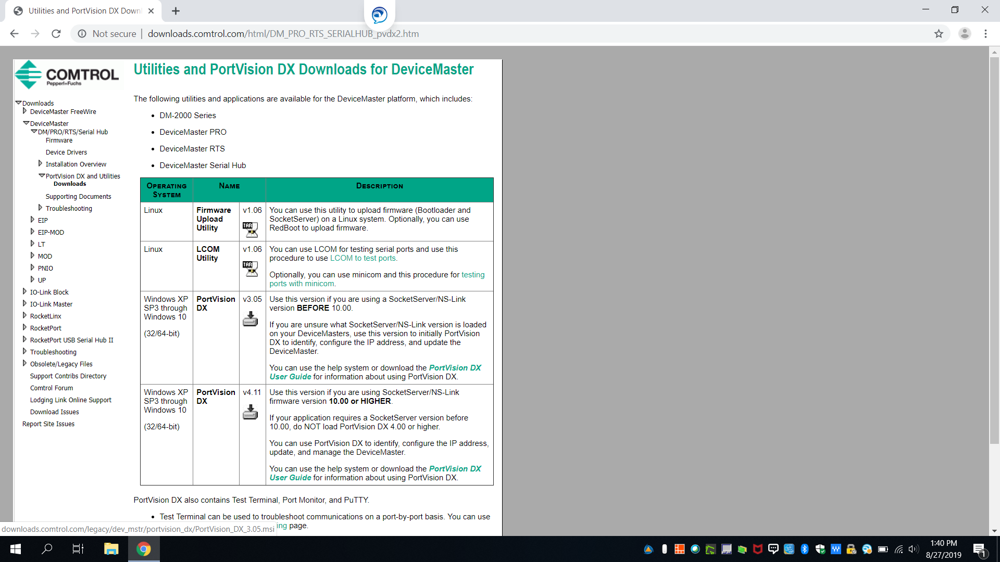 Utilities and PortVision DX Down
Not secure
downloads.comtrol.com/html/DM_PRO_RTS_SERIALHUB_pvdx2.htm
COMTROL
Pepperl+Fuchs
Downloads
DeviceMaster FreeWire
DeviceMaster
DM/PRO/RTS/Serial Hub
Firmware
Device Drivers
Installation Overview
PortVision DX and Utilities
Downloads
Supporting Documents
Troubleshooting
EIP
EIP-MOD
LT
MOD
PNIO
UP
IO-Link Block
IO-Link Master
RocketLinx
RocketPort
RocketPort USB Serial Hub II
Troubleshooting
Obsolete/Legacy Files
Support Contribs Directory
Comtrol Forum
Lodging Link Online Support
Download Issues
Report Site Issues
Utilities and PortVision DX Downloads for DeviceMaster
The following utilities and applications are available for the DeviceMaster platform, which includes:
• DM-2000 Series
• DeviceMaster PRO
• DeviceMaster RTS
• DeviceMaster Serial Hub
OPERATING SYSTEM NAME DESCRIPTION
Linux
Firmware
Upload
Utility
v1.06
TAR
You can use this utility to upload firmware (Bootloader and
SocketServer) on a Linux system. Optionally, you can use
RedBoot to upload firmware.
Linux
LCOM
Utility
v1.06
TAR
You can use LCOM for testing serial ports and use this
procedure to use LCOM to test ports.
Optionally, you can use minicom and this procedure for testing
ports with minicom.
Windows XP
SP3 through
Windows 10
(32/64-bit)
PortVision
DX
v3.05
Use this version if you are using a SocketServer/NS-Link
version BEFORE 10.00.
If you are unsure what SocketServer/NS-Link version is loaded
on your DeviceMasters, use this version to initially PortVision
DX to identify, configure the IP address, and update the
DeviceMaster.
You can use the help system or download the PortVision DX
User Guide for information about using PortVision DX.
Windows XP
SP3 through
Windows 10
(32/64-bit)
PortVision
DX
v4.11
Use this version if you are using SocketServer/NS-Link
firmware version 10.00 or HIGHER.
If your application requires a SocketServer version before
10.00, do NOT load PortVision DX 4.00 or higher.
You can use PortVision DX to identify, configure the IP address,
update, and manage the DeviceMaster.
You can use the help system or download the PortVision DX
User Guide for information about using PortVision DX.
PortVision DX also contains Test Terminal, Port Monitor, and PuTTY.
• Test Terminal can be used to troubleshoot communications on a port-by-port basis. You can use
ing page.
downloads.comtrol.com/legacy/dev_mstr/portvision_dx/PortVision_DX_3.05.msi
1:40 PM
8/27/2019
1